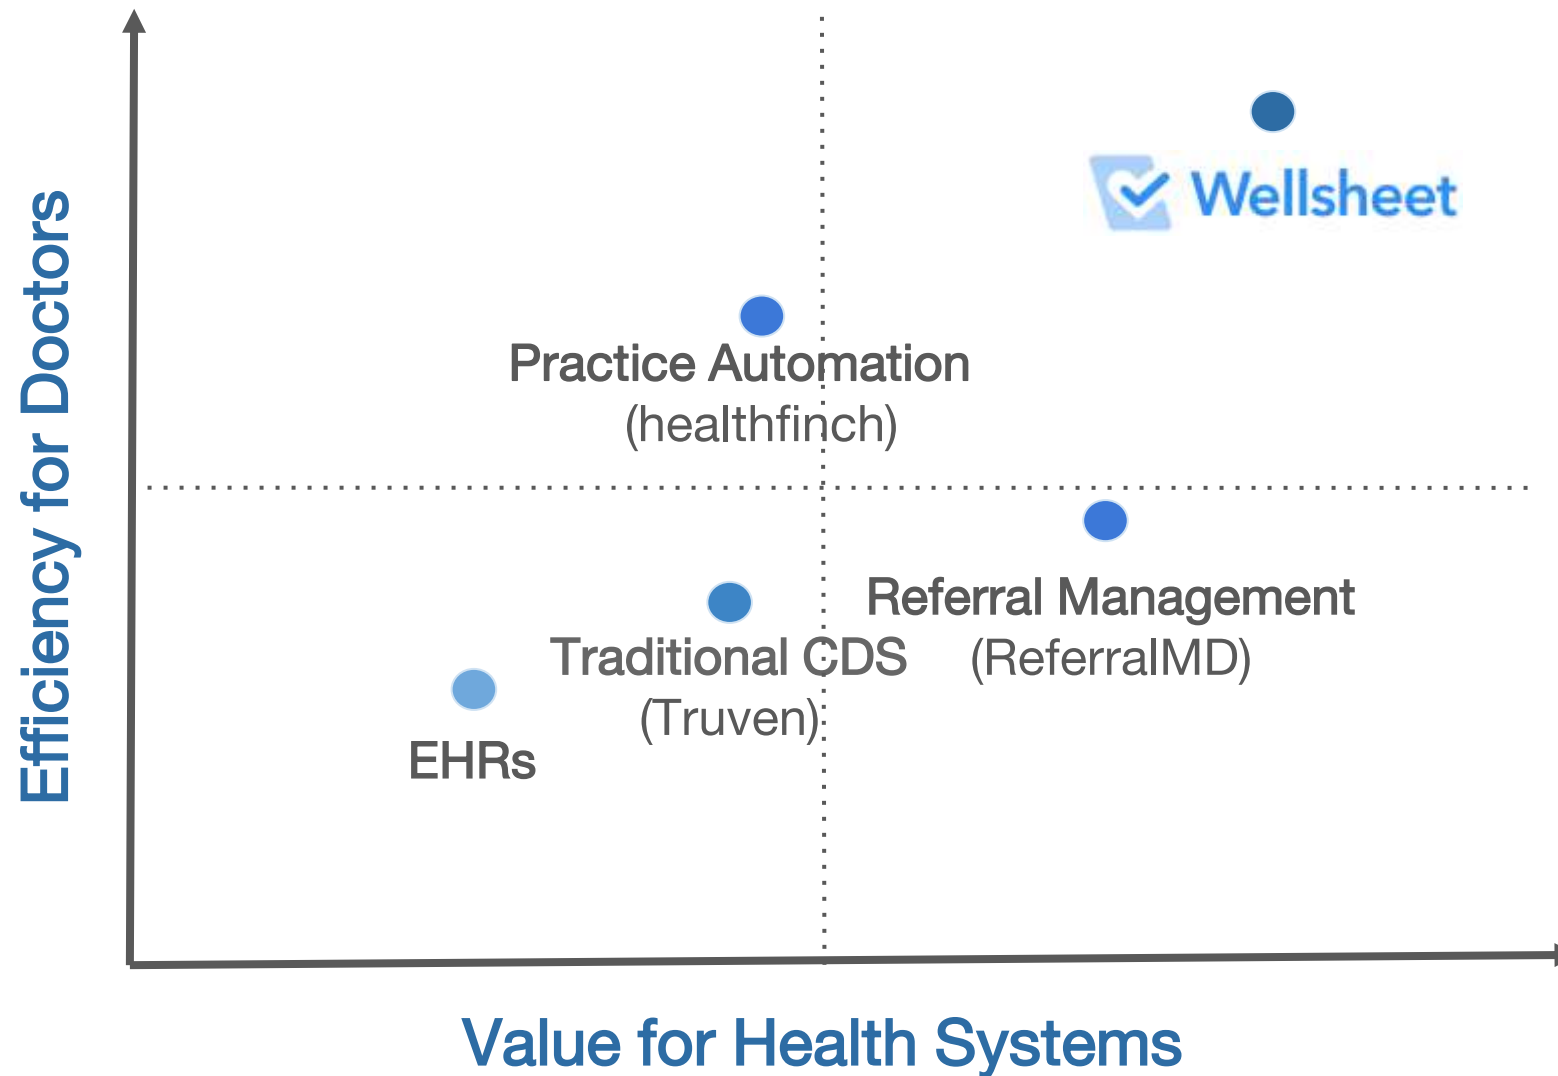 Efficiency for Doctors
Wellsheet
Practice Automation
(healthfinch)
Referral Management
(ReferralMD)
Traditional CDS
(Truven)
EHRs
Value for Health Systems